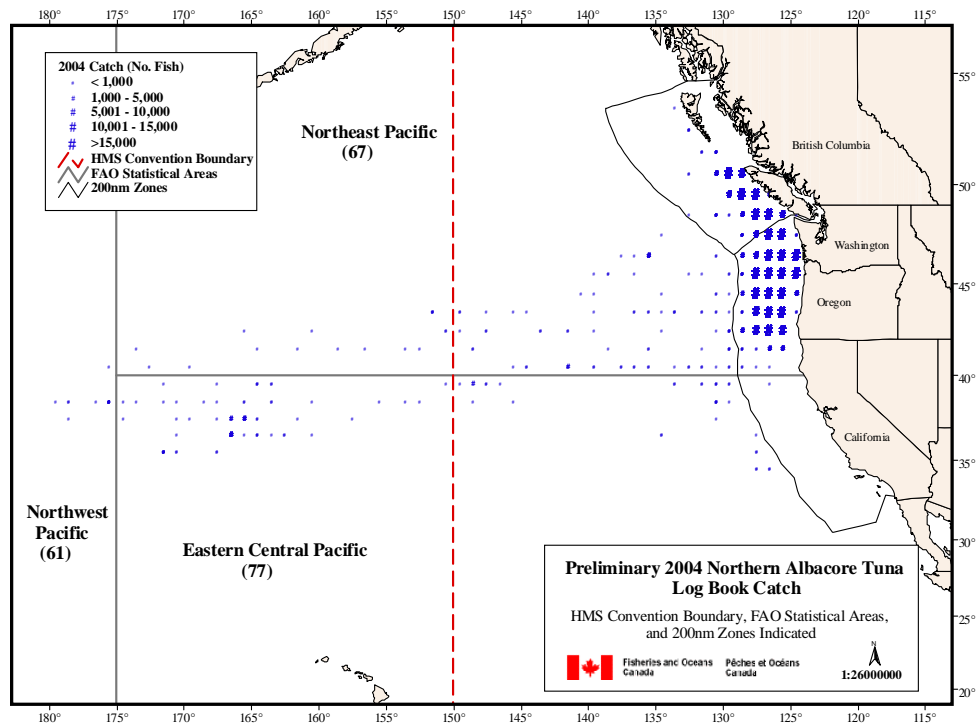 180° 175° 170° 165° 160° 155° 150° 145° 140° 135° 130° 125° 120° 115°
2004 Catch (No. Fish)
< 1,000
1,000 - 5,000
5,001 - 10,000
10,001 - 15,000
>15,000
HMS Convention Boundary
FAO Statistical Areas
200nm Zones
Northeast Pacific
(67)
British Columbia
Washington
Oregon
California
55°
50°
45°
40°
35°
30°
25°
20°
Northwest
Pacific
(61)
Eastern Central Pacific
(77)
Preliminary 2004 Northern Albacore Tuna
Log Book Catch
HMS Convention Boundary, FAO Statistical Areas,
and 200nm Zones Indicated
Fisheries and Oceans Pêches et Océans
Canada Canada
N
1:26000000
180° 175° 170° 165° 160° 155° 150° 145° 140° 135° 130° 125° 120° 115°